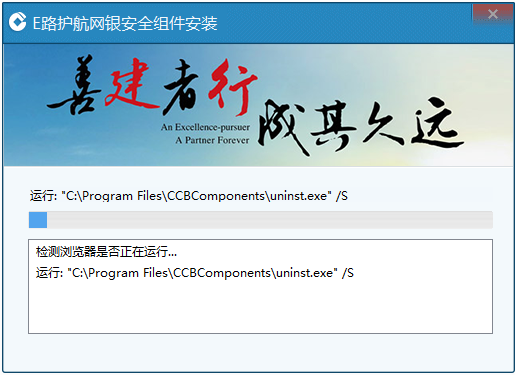 E路护航网银安全组件安装
善建者行
An Excellence-pursuer
A Partner Forever
成其久远
运行: "C:\Program Files\CCBComponents\uninst.exe" /S
检测浏览器是否正在运行...
运行: "C:\Program Files\CCBComponents\uninst.exe" /S